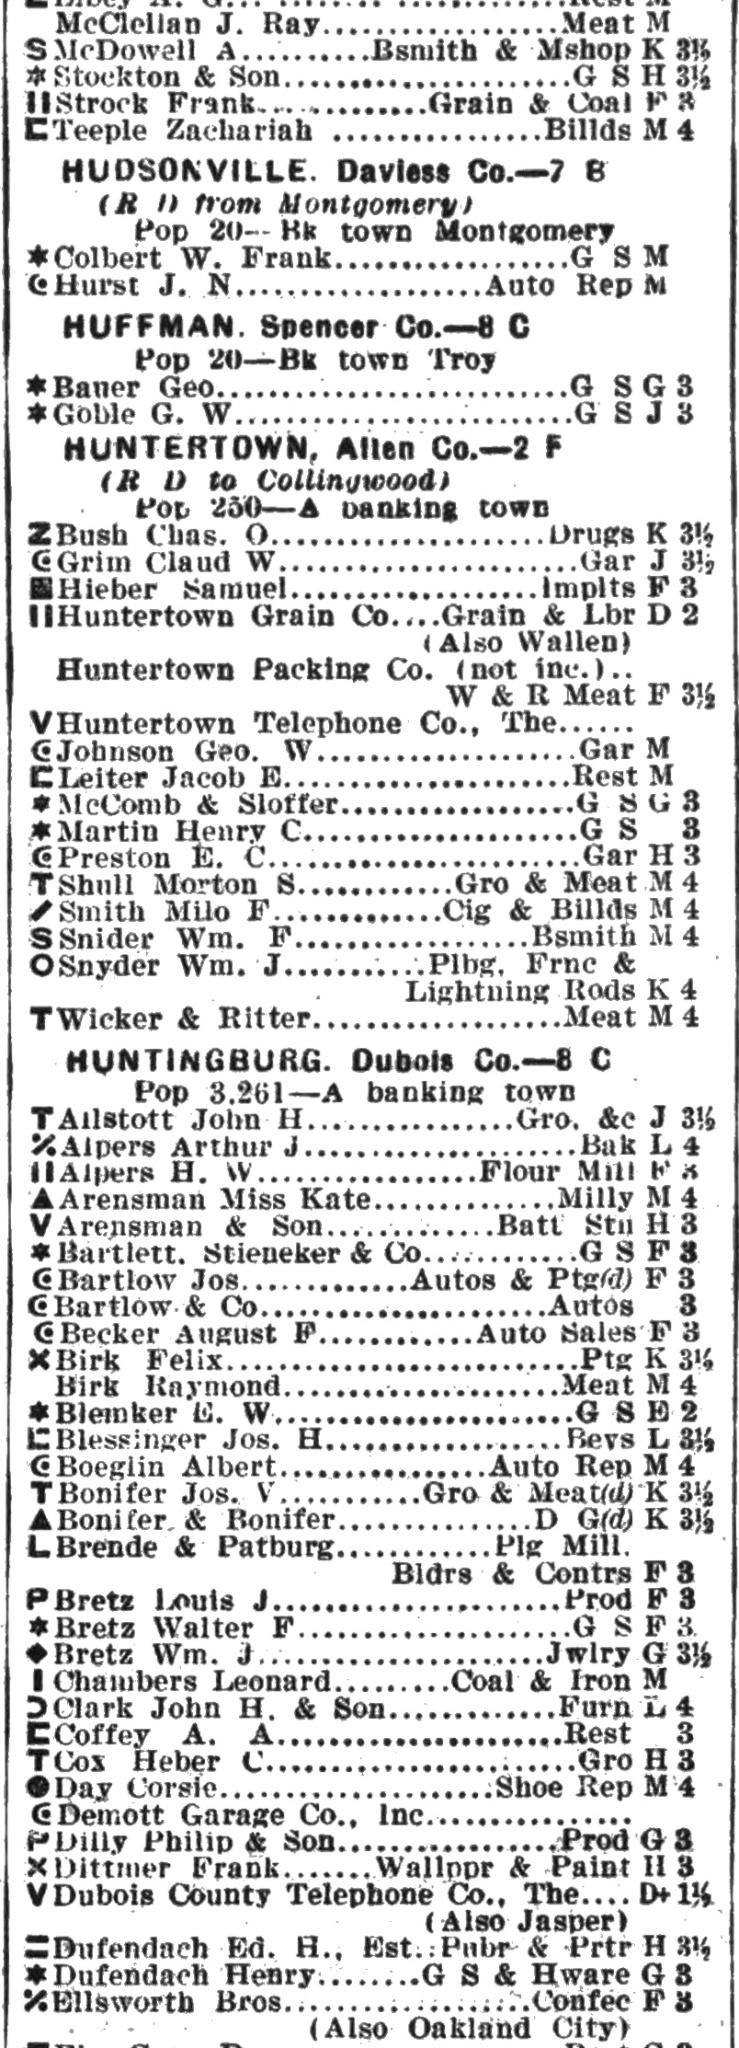 McClellan J. Ray....................Meat M
S McDowell A..........Bsmith & Mshop K 3½
* Stockton & Son........................G S H 3½
Strock Frank...............Grain & Coal F 3
Teeple Zachariah ................Billds M 4
HUDSONVILLE. Daviess Co.—7 B
(R D from Montgomery)
Pop 20—Bk town Montgomery
* Colbert W. Frank..................G S M
Hurst J. N....................Auto Rep M
HUFFMAN. Spencer Co.—8 C
Pop 20—Bk town Troy
* Bauer Geo............................G S G 3
* Goble G. W...........................G S J 3
HUNTERTOWN, Allen Co.—2 F
(R D to Collingwood)
Pop 250—A banking town
Z Bush Chas. O......................Drugs K 3½
Grim Claud W........................Gar J 3½
Hieber Samuel....................Implts F 3
Huntertown Grain Co....Grain & Lbr D 2
(Also Wallen)
Huntertown Packing Co. (not inc.)..
W & R Meat F 3½
V Huntertown Telephone Co., The......
Johnson Geo. W.....................Gar M
Leiter Jacob E.......................Rest M
* McComb & Sloffer...................G S G 3
* Martin Henry C......................G S 3
Preston E. C.........................Gar H 3
T Shull Morton S............Gro & Meat M 4
Smith Milo F.............Cig & Billds M 4
S Snider Wm. F...................Bsmith M 4
O Snyder Wm. J...........Plbg, Frnc &
Lightning Rods K 4
T Wicker & Ritter....................Meat M 4
HUNTINGBURG. Dubois Co.—8 C
Pop 3,261—A banking town
T Allstott John H................Gro. &c J 3½
Alpers Arthur J......................Bak L 4
Alpers H. W.................Flour Mill F 3
▲ Arensman Miss Kate...............Milly M 4
V Arensman & Son.............Batt Stn H 3
* Bartlett, Stieneker & Co............G S F 3
Bartlow Jos............Autos & Ptg(d) F 3
Bartlow & Co.......................Autos 3
Becker August F............Auto Sales F 3
X Birk Felix............................Ptg K 3½
Birk Raymond......................Meat M 4
* Blemker E. W........................G S E 2
Blessinger Jos. H...................Bevs L 3½
Boeglin Albert................Auto Rep M 4
T Bonifer Jos. V..........Gro & Meat(d) K 3½
▲ Bonifer & Bonifer................D G(d) K 3½
L Brende & Patburg............Plg Mill.
Bldrs & Contrs F 3
P Bretz Louis J.......................Prod F 3
* Bretz Walter F......................G S F 3
◆ Bretz Wm. J.......................Jwlry G 3½
Chambers Leonard.........Coal & Iron M
Clark John H. & Son.............Furn L 4
Coffey A. A.......................Rest 3
T Cox Heber C.........................Gro H 3
● Day Corsie......................Shoe Rep M 4
Demott Garage Co., Inc................
P Dilly Philip & Son.................Prod G 3
X Dittmer Frank.......Wallppr & Paint H 3
V Dubois County Telephone Co., The.... D+ 1½
(Also Jasper)
Dufendach Ed. H., Est..Pubr & Prtr H 3½
* Dufendach Henry........G S & Hware G 3
Ellsworth Bros....................Confec F 3
(Also Oakland City)